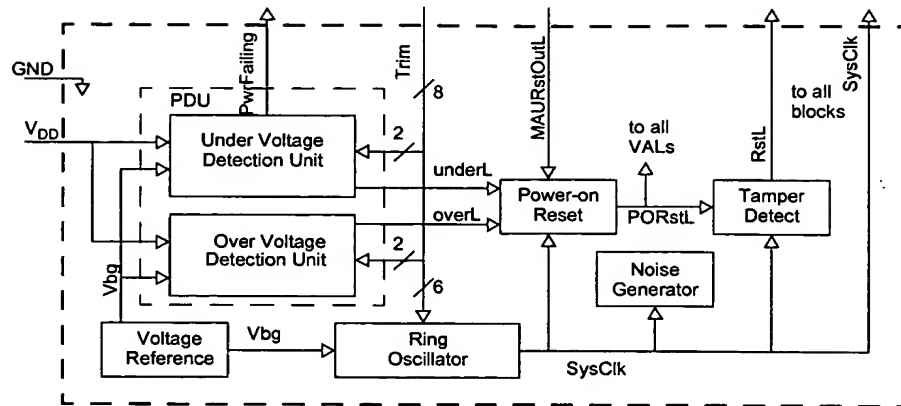 GND
VDD
PwrFailing
Trim
8
MAURstOutL
RstL
to all
blocks
SysClk
PDU
Under Voltage
Detection Unit
2
underL
to all
VALs
Power-on
Reset
PORstL
Tamper
Detect
overL
Over Voltage
Detection Unit
2
6
Vbg
Noise
Generator
Voltage
Reference
Vbg
Ring
Oscillator
SysClk